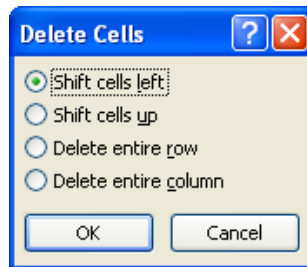 Delete Cells
Shift cells left
Shift cells up
Delete entire row
Delete entire column
OK
Cancel